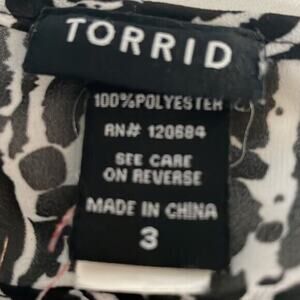 TORRID
100% POLYESTER
RN# 120684
SEE CARE
ON REVERSE
MADE IN CHINA
3